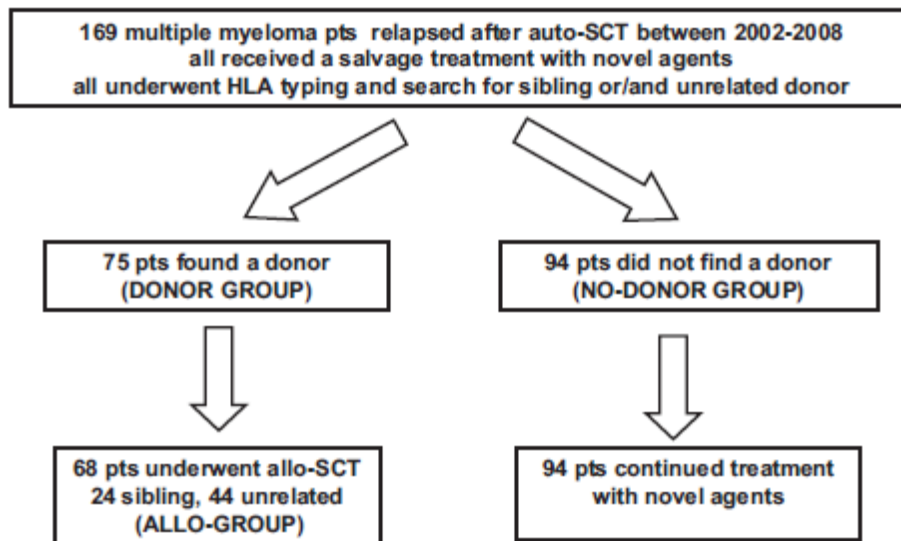 169 multiple myeloma pts relapsed after auto-SCT between 2002-2008
all received a salvage treatment with novel agents
all underwent HLA typing and search for sibling or/and unrelated donor
75 pts found a donor
(DONOR GROUP)
94 pts did not find a donor
(NO-DONOR GROUP)
68 pts underwent allo-SCT
24 sibling, 44 unrelated
(ALLO-GROUP)
94 pts continued treatment
with novel agents